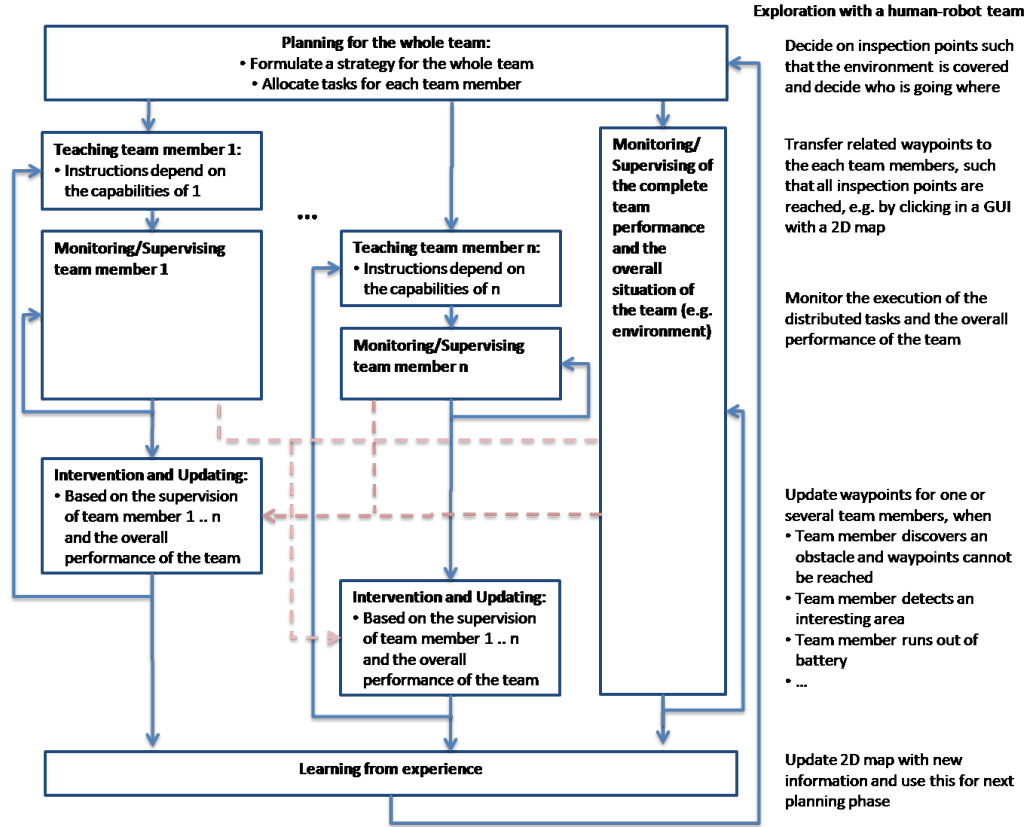 Exploration with a human-robot team
Planning for the whole team:
• Formulate a strategy for the whole team
• Allocate tasks for each team member
Decide on inspection points such
that the environment is covered
and decide who is going where
Teaching team member 1:
• Instructions depend on
the capabilities of 1
Monitoring/Supervising
team member 1
...
Teaching team member n:
• Instructions depend on
the capabilities of n
Monitoring/Supervising
team member n
Monitoring/
Supervising of
the complete
team
performance
and the
overall
situation of
the team (e.g.
environment)
Transfer related waypoints to
the each team members, such
that all inspection points are
reached, e.g. by clicking in a GUI
with a 2D map
Monitor the execution of the
distributed tasks and the overall
performance of the team
Intervention and Updating:
• Based on the supervision
of team member 1 .. n
and the overall
performance of the team
Intervention and Updating:
• Based on the supervision
of team member 1 .. n
and the overall
performance of the team
Update waypoints for one or
several team members, when
• Team member discovers an
obstacle and waypoints cannot
be reached
• Team member detects an
interesting area
• Team member runs out of
battery
• ...
Learning from experience
Update 2D map with new
information and use this for next
planning phase